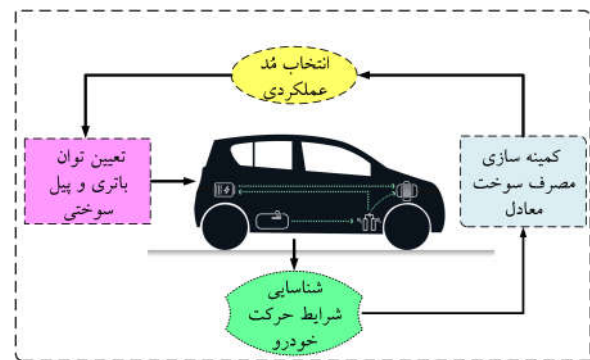 انتخاب مُد
عملکردی
تعیین توان
باتری و پیل
سوختی
کمینه سازی
مصرف سوخت
معادل
شناسایی
شرایط حرکت
خودرو